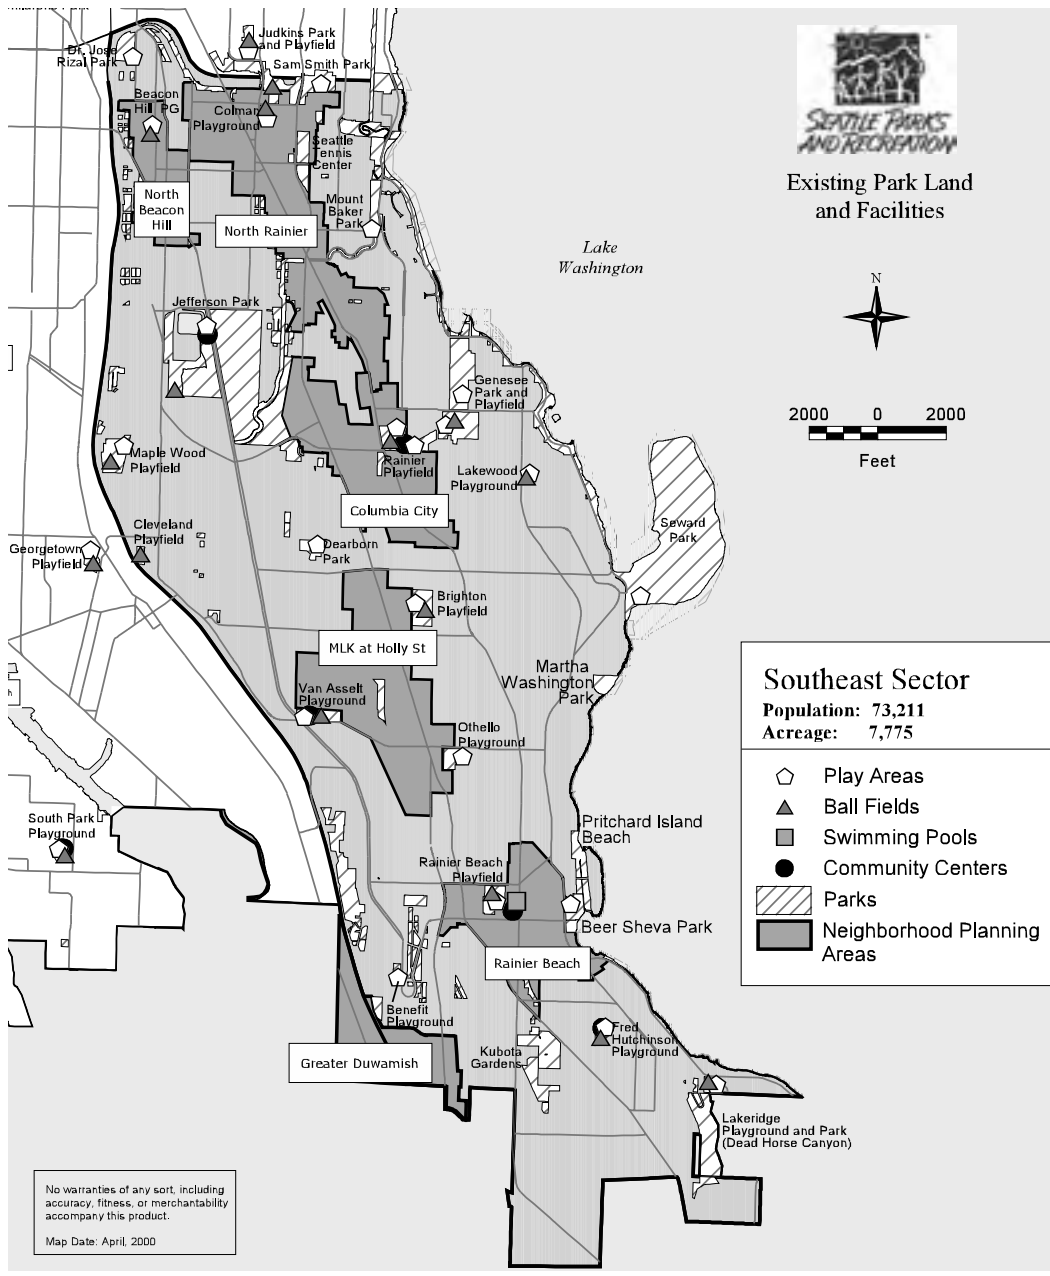 Judkins Park
and Playfield
Dr. Jose
Rizal Park
Sam Smith Park
Beacon
Hill PG
Colman
Playground
Seattle
Tennis
Center
North
Beacon
Hill
Mount
Baker
Park
North Rainier
Jefferson Park
Genesee
Park and
Playfield
Maple Wood
Playfield
Rainier
Playfield
Lakewood
Playground
Columbia City
Seward
Park
Cleveland
Playfield
Georgetown
Playfield
Dearborn
Park
Brighton
Playfield
MLK at Holly St
Martha
Washington
Park
Van Asselt
Playground
Othello
Playground
South Park
Playground
Pritchard Island
Beach
Rainier Beach
Playfield
Beer Sheva Park
Rainier Beach
Benefit
Playground
Fred
Hutchinson
Playground
Kubota
Gardens
Greater Duwamish
Lakeridge
Playground and Park
(Dead Horse Canyon)
SEATTLE PARKS
AND RECREATION
Existing Park Land
and Facilities
Lake
Washington
N
2000 0 2000
Feet
Southeast Sector
Population: 73,211
Acreage: 7,775
Play Areas
Ball Fields
Swimming Pools
Community Centers
Parks
Neighborhood Planning
Areas
No warranties of any sort, including
accuracy, fitness, or merchantability
accompany this product.
Map Date: April, 2000